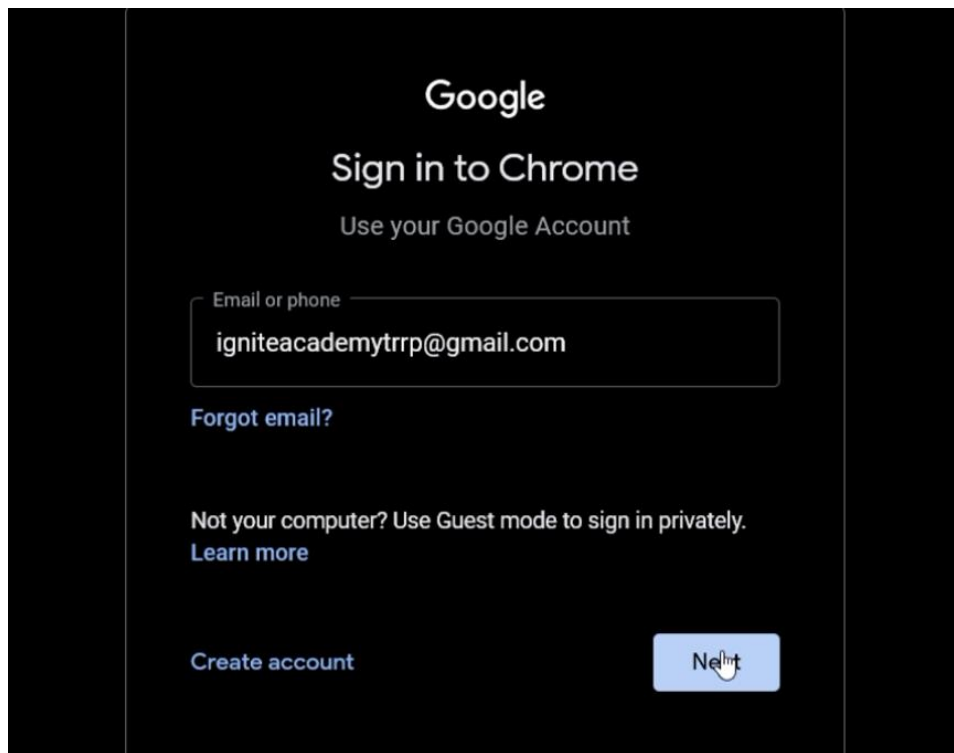 Google
Sign in to Chrome
Use your Google Account
Email or phone
igniteacademytrrp@gmail.com
Forgot email?
Not your computer? Use Guest mode to sign in privately.
Learn more
Create account
Next